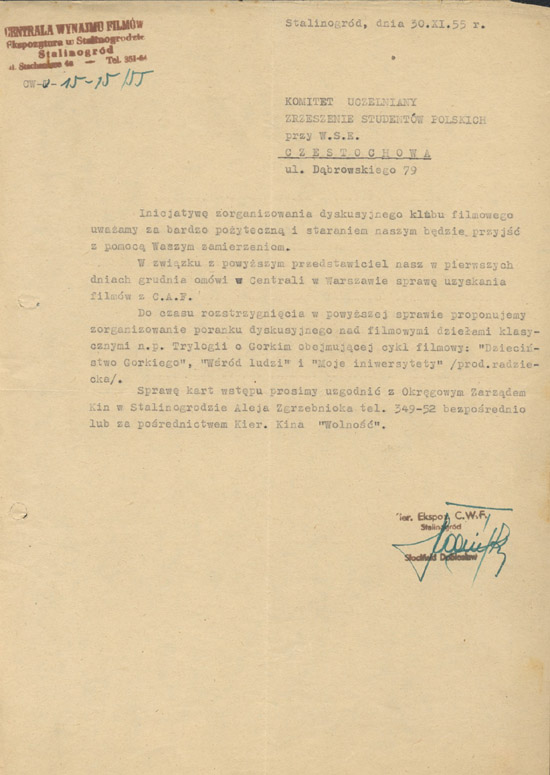 CENTRALA WYNAJMU FILMÓW
Ekspozytura w Stalinogrodzie
Stalinogród
Tel. 351-64
CW- -15-15/55
Stalinogród, dnia 30.XI.55 r.
KOMITET UCZELNIANY
ZRZESZENIE STUDENTÓW POLSKICH
przy W.S.E.
CZĘSTOCHOWA
ul. Dąbrowskiego 79
Inicjatywę zorganizowania dyskusyjnego klubu filmowego
uważamy za bardzo pożyteczną i staraniem naszym będzie przyjść
z pomocą Waszym zamierzeniom.
W związku z powyższym przedstawiciel nasz w pierwszych
dniach grudnia omówi w Centrali w Warszawie sprawę uzyskania
filmów z C.A.F.
Do czasu rozstrzygnięcia w powyższej sprawie proponujemy
zorganizowanie poranku dyskusyjnego nad filmowymi dziełami klasy-
cznymi n.p. Trylogii o Gorkim obejmującej cykl filmowy: "Dzieciń-
stwo Gorkiego", "Wśród ludzi" i "Moje iniwersytety" /prod.radzie-
cka/.
Sprawę kart wstępu prosimy uzgodnić z Okręgowym Zarządem
Kin w Stalinogrodzie Aleja Zgrzebnioka tel. 349-52 bezpośrednio
lub za pośrednictwem Kier. Kina "Wolność".
Kier. Ekspoz. C.W.F.
Stalinogród